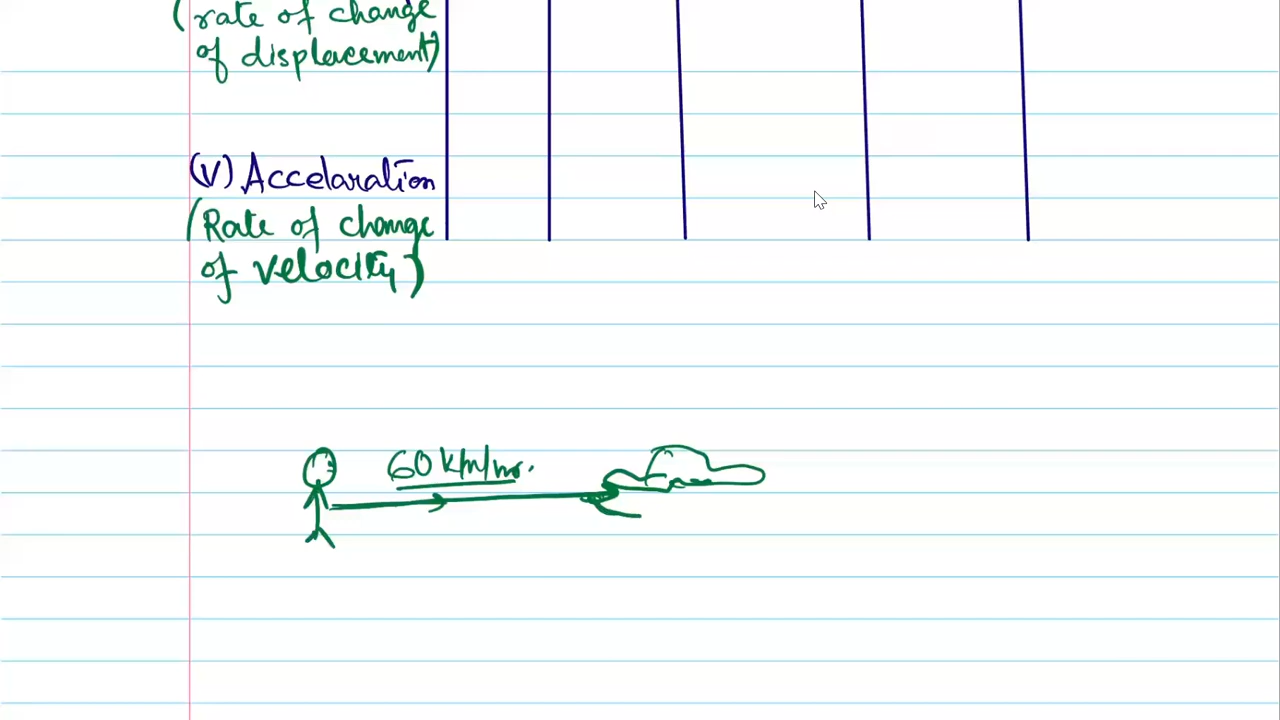 (rate of change
of displacement)
(V) Accelaration
(Rate of change
of velocity)
60 km/hr.